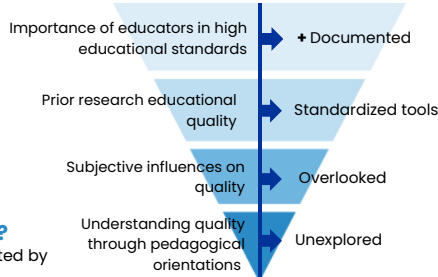 Importance of educators in high
educational standards
+ Documented
Prior research educational
quality
Standardized tools
Subjective influences on
quality
Overlooked
Understanding quality
through pedagogical
orientations
Unexplored
?
ted by